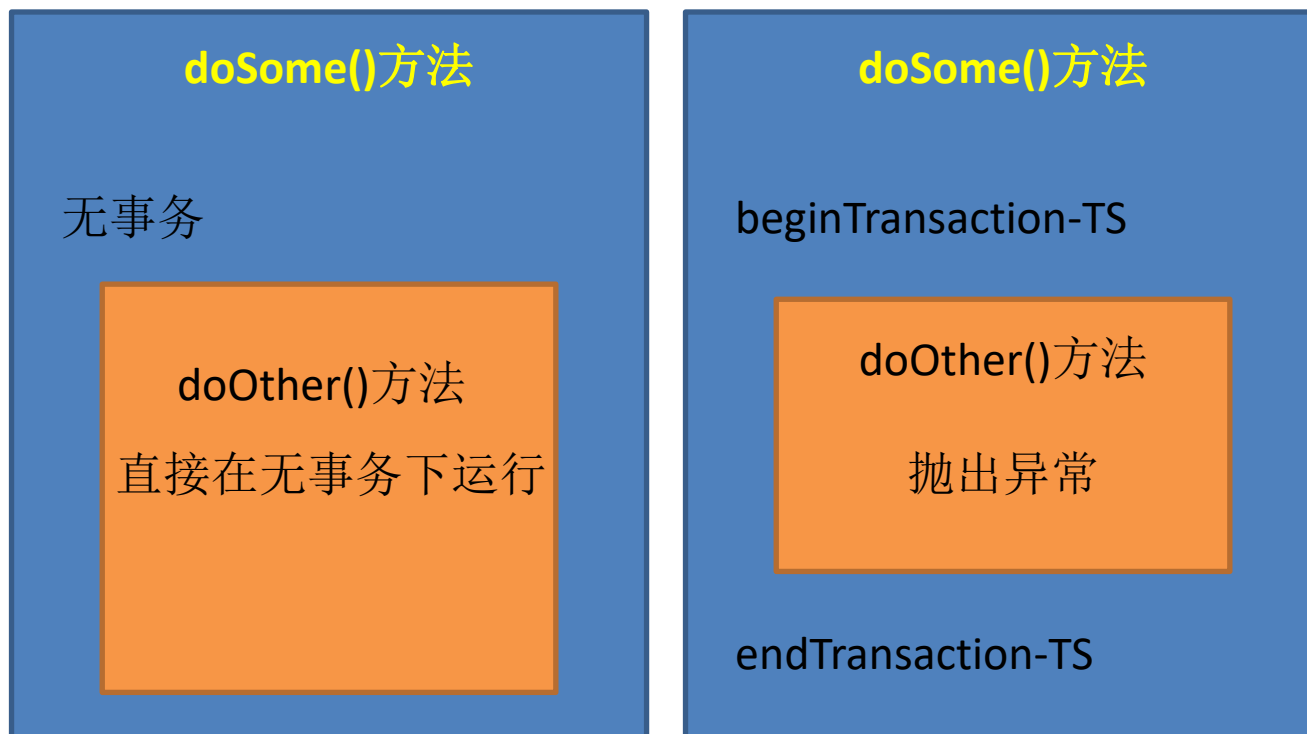 doSome()方法
无事务
doOther()方法
直接在无事务下运行
doSome()方法
beginTransaction-TS
doOther()方法
抛出异常
endTransaction-TS